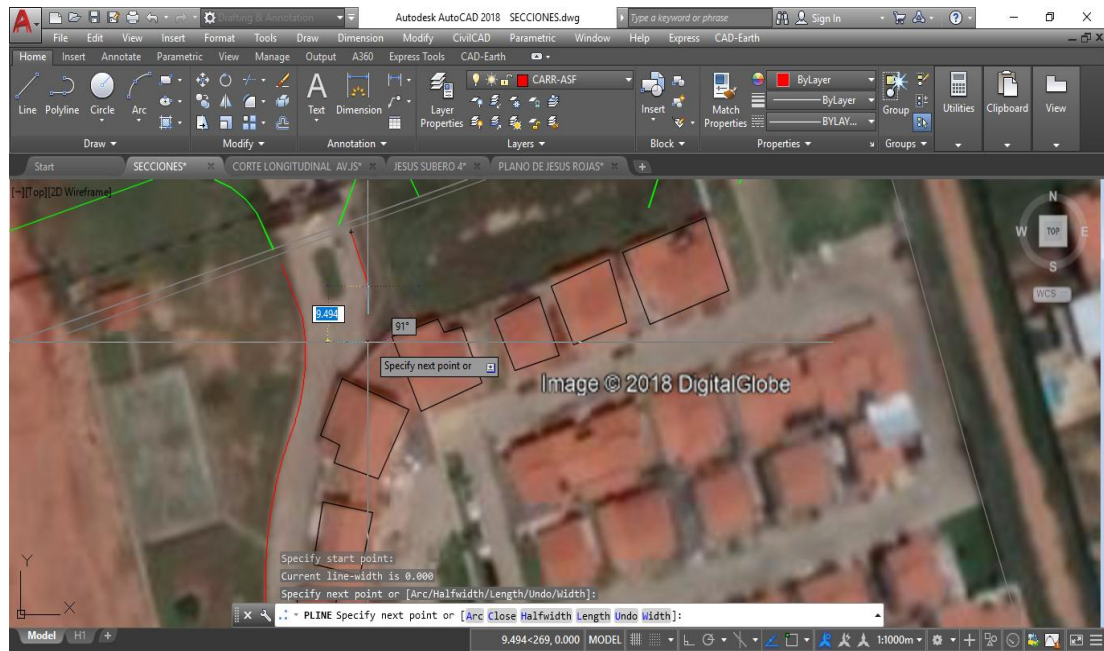 Drafting & Annotation
Autodesk AutoCAD 2018 SECCIONES.dwg
Type a keyword or phrase
Sign In
File Edit View Insert Format Tools Draw Dimension Modify CivilCAD Parametric Window Help Express CAD-Earth
Home Insert Annotate Parametric View Manage Output A360 Express Tools CAD-Earth
CARR-ASF
ByLayer
Line Polyline Circle Arc
Text Dimension
Layer Properties
Insert
Match Properties
ByLayer
BYLAY...
Group
Utilities Clipboard View
Draw Modify Annotation Layers Block Properties Groups
Start SECCIONES* CORTE LONGITUDINAL AV.JS* JESUS SUBERO 4* PLANO DE JESUS ROJAS*
[−][Top][2D Wireframe]
N
W TOP E
S
WCS
9.494
91°
Specify next point or
Image © 2018 DigitalGlobe
Y
X
Specify start point:
Current line-width is 0.000
Specify next point or [Arc/Halfwidth/Length/Undo/Width]:
PLINE Specify next point or [Arc Close Halfwidth Length Undo Width]:
Model H1 +
9.494<269, 0.000 MODEL 1:1000m